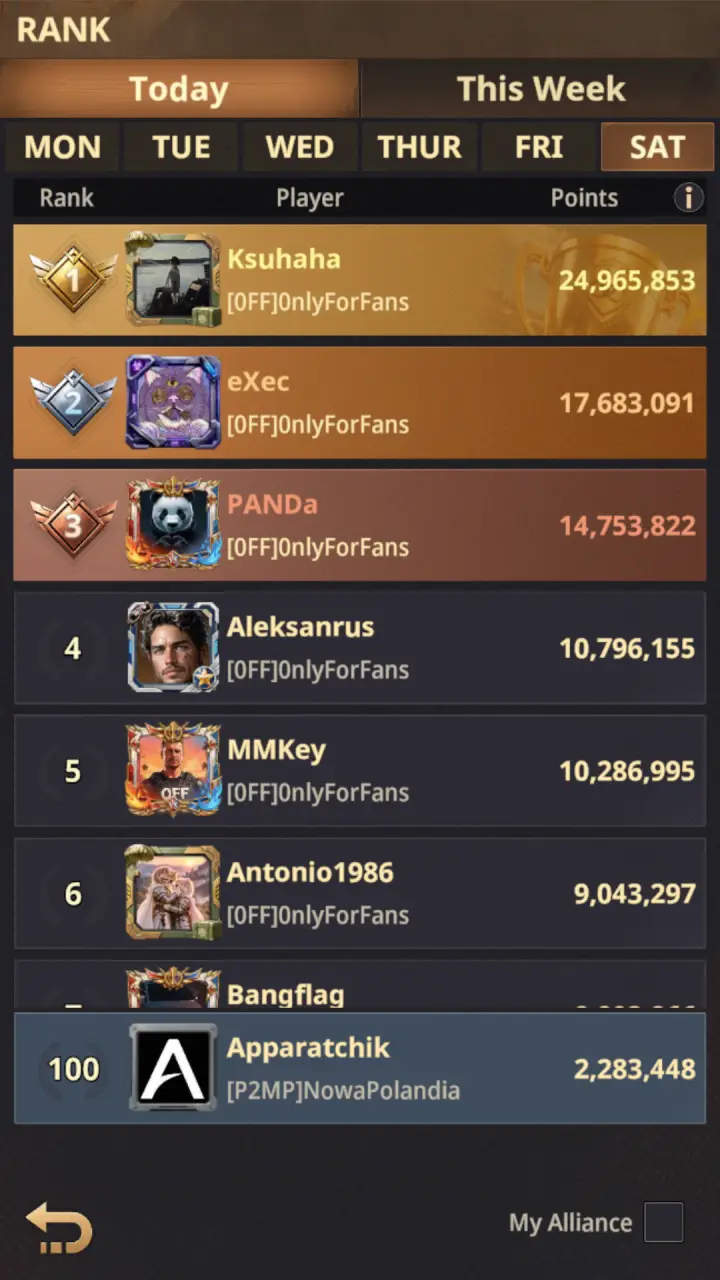 RANK
Today
This Week
MON
TUE
WED
THUR
FRI
SAT
Rank
Player
Points
i
1
Ksuhaha
[0FF]0nlyForFans
24,965,853
2
eXec
[0FF]0nlyForFans
17,683,091
3
PANDa
[0FF]0nlyForFans
14,753,822
4
Aleksanrus
[0FF]0nlyForFans
10,796,155
5
OFF
MMKey
[0FF]0nlyForFans
10,286,995
6
Antonio1986
[0FF]0nlyForFans
9,043,297
Bangflag
100
A
Apparatchik
[P2MP]NowaPolandia
2,283,448
My Alliance